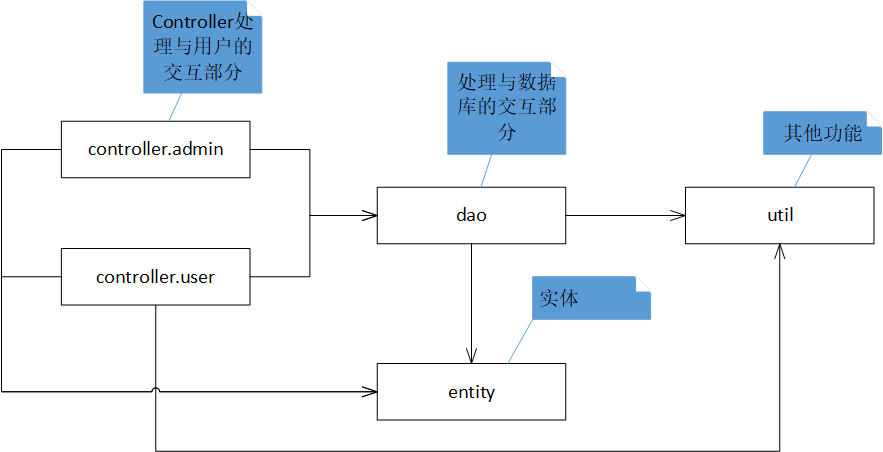 Controller处
理与用户的
交互部分
处理与数据
库的交互部
分
其他功能
controller.admin
dao
util
controller.user
实体
entity